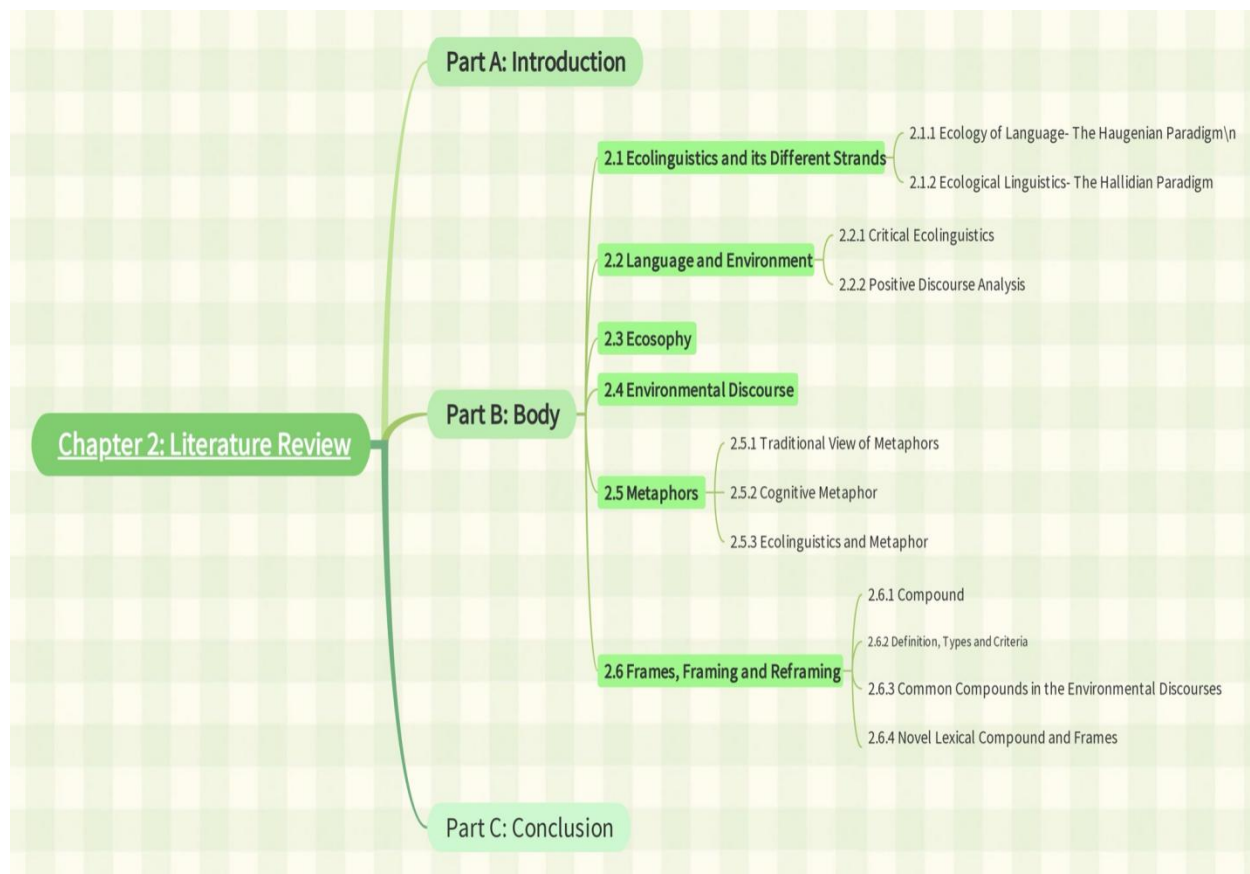 Part A: Introduction
2.1 Ecolinguistics and its Different Strands
2.1.1 Ecology of Language- The Haugenian Paradigm\n
2.1.2 Ecological Linguistics- The Hallidian Paradigm
2.2 Language and Environment
2.2.1 Critical Ecolinguistics
2.2.2 Positive Discourse Analysis
2.3 Ecosophy
2.4 Environmental Discourse
Part B: Body
Chapter 2: Literature Review
2.5 Metaphors
2.5.1 Traditional View of Metaphors
2.5.2 Cognitive Metaphor
2.5.3 Ecolinguistics and Metaphor
2.6 Frames, Framing and Reframing
2.6.1 Compound
2.6.2 Definition, Types and Criteria
2.6.3 Common Compounds in the Environmental Discourses
2.6.4 Novel Lexical Compound and Frames
Part C: Conclusion